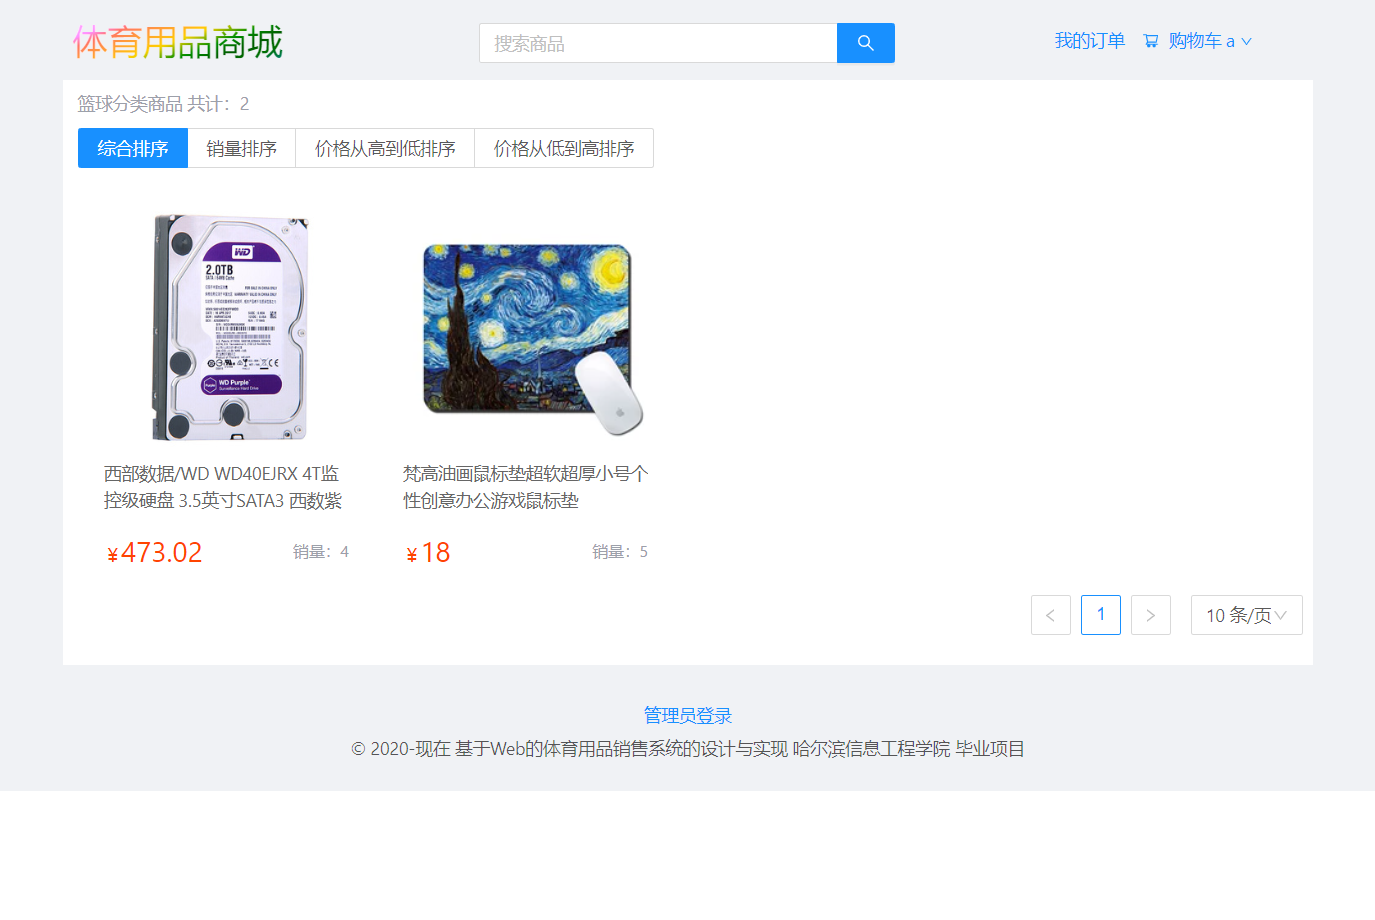 体育用品商城
搜索商品
我的订单 购物车 a
篮球分类商品 共计：2
综合排序 销量排序 价格从高到低排序 价格从低到高排序
WD
2.0TB
WD Purple
西部数据/WD WD40EJRX 4T监
控级硬盘 3.5英寸SATA3 西数紫
¥473.02 销量：4
梵高油画鼠标垫超软超厚小号个
性创意办公游戏鼠标垫
¥18 销量：5
< 1 > 10 条/页
管理员登录
© 2020-现在 基于Web的体育用品销售系统的设计与实现 哈尔滨信息工程学院 毕业项目